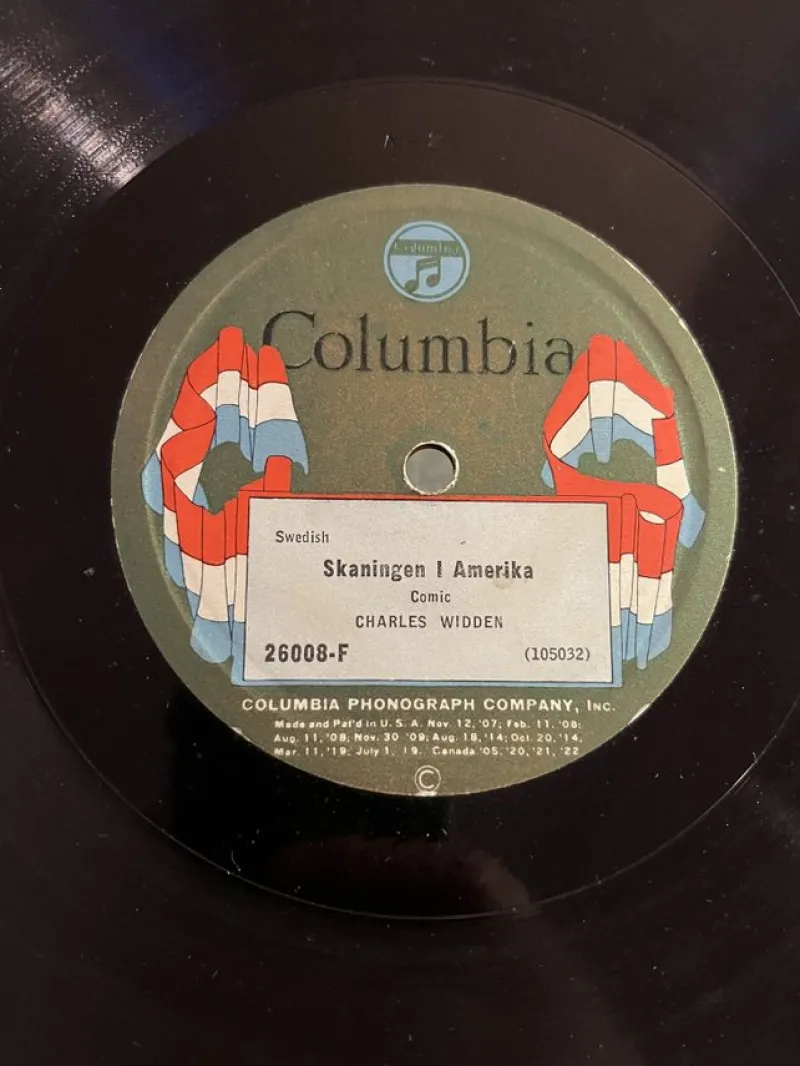 Columbia
Columbia
Swedish
Skaningen I Amerika
Comic
CHARLES WIDDEN
26008-F (105032)
COLUMBIA PHONOGRAPH COMPANY, INC.
Made and Pat'd in U. S. A. Nov. 12, '07; Feb. 11, '08;
Aug. 11, '08; Nov. 30 '09; Aug. 18, '14; Oct. 20, '14,
Mar. 11, '19; July 1, 19. Canada '05, '20, '21, '22
©